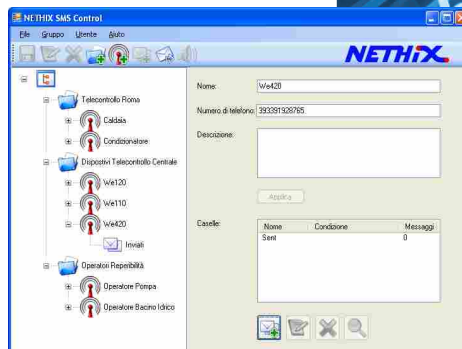 NETHIX SMS Control
File Gruppo Utente Aiuto
NETHIX
Telecontrollo Roma
Caldaia
Condizionatore
Dispostivi Telecontrollo Centrale
We120
We110
We420
Inviati
Operatori Reperibilità
Operatore Pompa
Operatore Bacino Idrico
Nome: We420
Numero di telefono: 393391928765
Descrizione:
Applica
Caselle:
Nome Condizione Messaggi
Sent 0